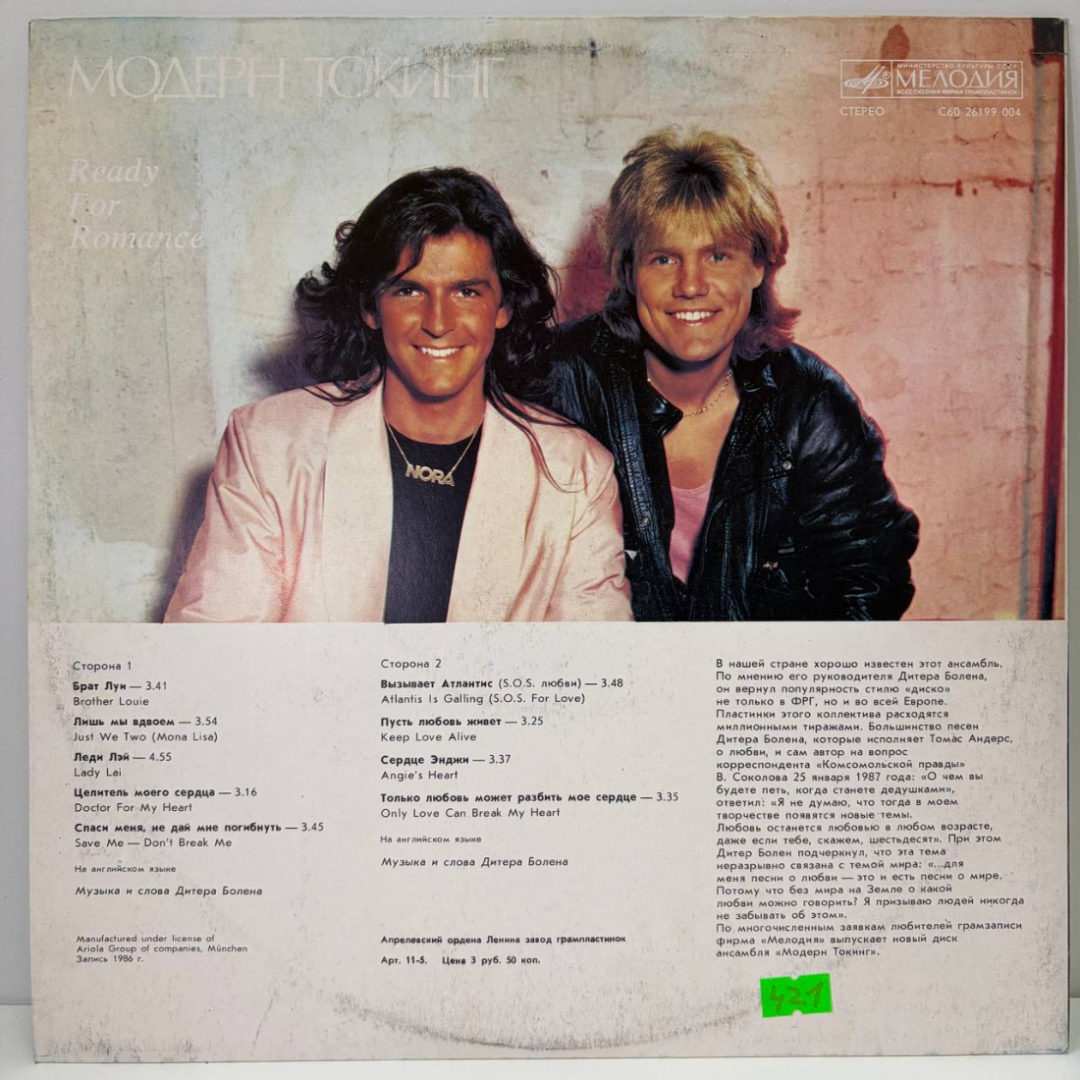 МОДЕРН ТОКИНГ
Ready
For
Romance
МИНИСТЕРСТВО КУЛЬТУРЫ СССР
МЕЛОДИЯ
ВСЕСОЮЗНАЯ ФИРМА ГРАМПЛАСТИНОК
СТЕРЕО С60 26199 004
NORA
Сторона 1
Брат Луи — 3.41
Brother Louie
Лишь мы вдвоем — 3.54
Just We Two (Mona Lisa)
Леди Лэй — 4.55
Lady Lai
Целитель моего сердца — 3.16
Doctor For My Heart
Спаси меня, не дай мне погибнуть — 3.45
Save Me — Don't Break Me
На английском языке
Музыка и слова Дитера Болена
Manufactured under license of
Ariola Group of companies, München
Запись 1986 г.
Сторона 2
Вызывает Атлантис (S.O.S. любви) — 3.48
Atlantis Is Galling (S.O.S. For Love)
Пусть любовь живет — 3.25
Keep Love Alive
Сердце Энджи — 3.37
Angie's Heart
Только любовь может разбить мое сердце — 3.35
Only Love Can Break My Heart
На английском языке
Музыка и слова Дитера Болена
Апрелевский ордена Ленина завод грампластинок
Арт. 11-5. Цена 3 руб. 50 коп.
В нашей стране хорошо известен этот ансамбль.
По мнению его руководителя Дитера Болена,
он вернул популярность стилю «диско»
не только в ФРГ, но и во всей Европе.
Пластинки этого коллектива расходятся
миллионными тиражами. Большинство песен
Дитера Болена, которые исполняет Томас Андерс,
о любви, и сам автор на вопрос
корреспондента «Комсомольской правды»
В. Соколова 25 января 1987 года: «О чем вы
будете петь, когда станете дедушками»,
ответил: «Я не думаю, что тогда в моем
творчестве появятся новые темы.
Любовь останется любовью в любом возрасте,
даже если тебе, скажем, шестьдесят». При этом
Дитер Болен подчеркнул, что эта тема
неразрывно связана с темой мира: «...для
меня песни о любви — это и есть песни о мире.
Потому что без мира на Земле о какой
любви можно говорить? Я призываю людей никогда
не забывать об этом».
По многочисленным заявкам любителей грамзаписи
фирма «Мелодия» выпускает новый диск
ансамбля «Модерн Токинг».
421